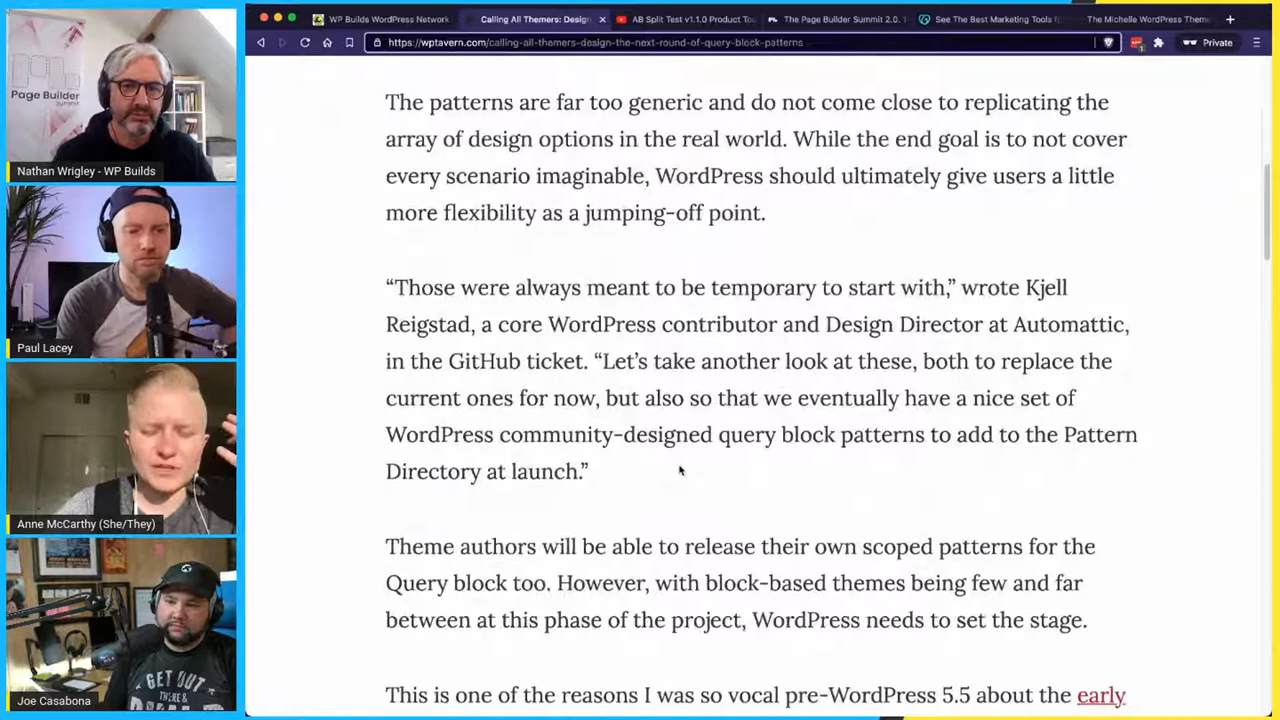 Page Builder
Summit
Nathan Wrigley - WP Builds
Paul Lacey
Anne McCarthy (She/They)
GET OUT
THERE &
Joe Casabona
WP Builds WordPress Network
Calling All Themers: Design
AB Split Test v1.1.0 Product To
The Page Builder Summit 2.0.
See The Best Marketing Tools f
The Michelle WordPress Them
https://wptavern.com/calling-all-themers-design-the-next-round-of-query-block-patterns
Private
The patterns are far too generic and do not come close to replicating the
array of design options in the real world. While the end goal is to not cover
every scenario imaginable, WordPress should ultimately give users a little
more flexibility as a jumping-off point.
“Those were always meant to be temporary to start with,” wrote Kjell
Reigstad, a core WordPress contributor and Design Director at Automattic,
in the GitHub ticket. “Let’s take another look at these, both to replace the
current ones for now, but also so that we eventually have a nice set of
WordPress community-designed query block patterns to add to the Pattern
Directory at launch.”
Theme authors will be able to release their own scoped patterns for the
Query block too. However, with block-based themes being few and far
between at this phase of the project, WordPress needs to set the stage.
This is one of the reasons I was so vocal pre-WordPress 5.5 about the early